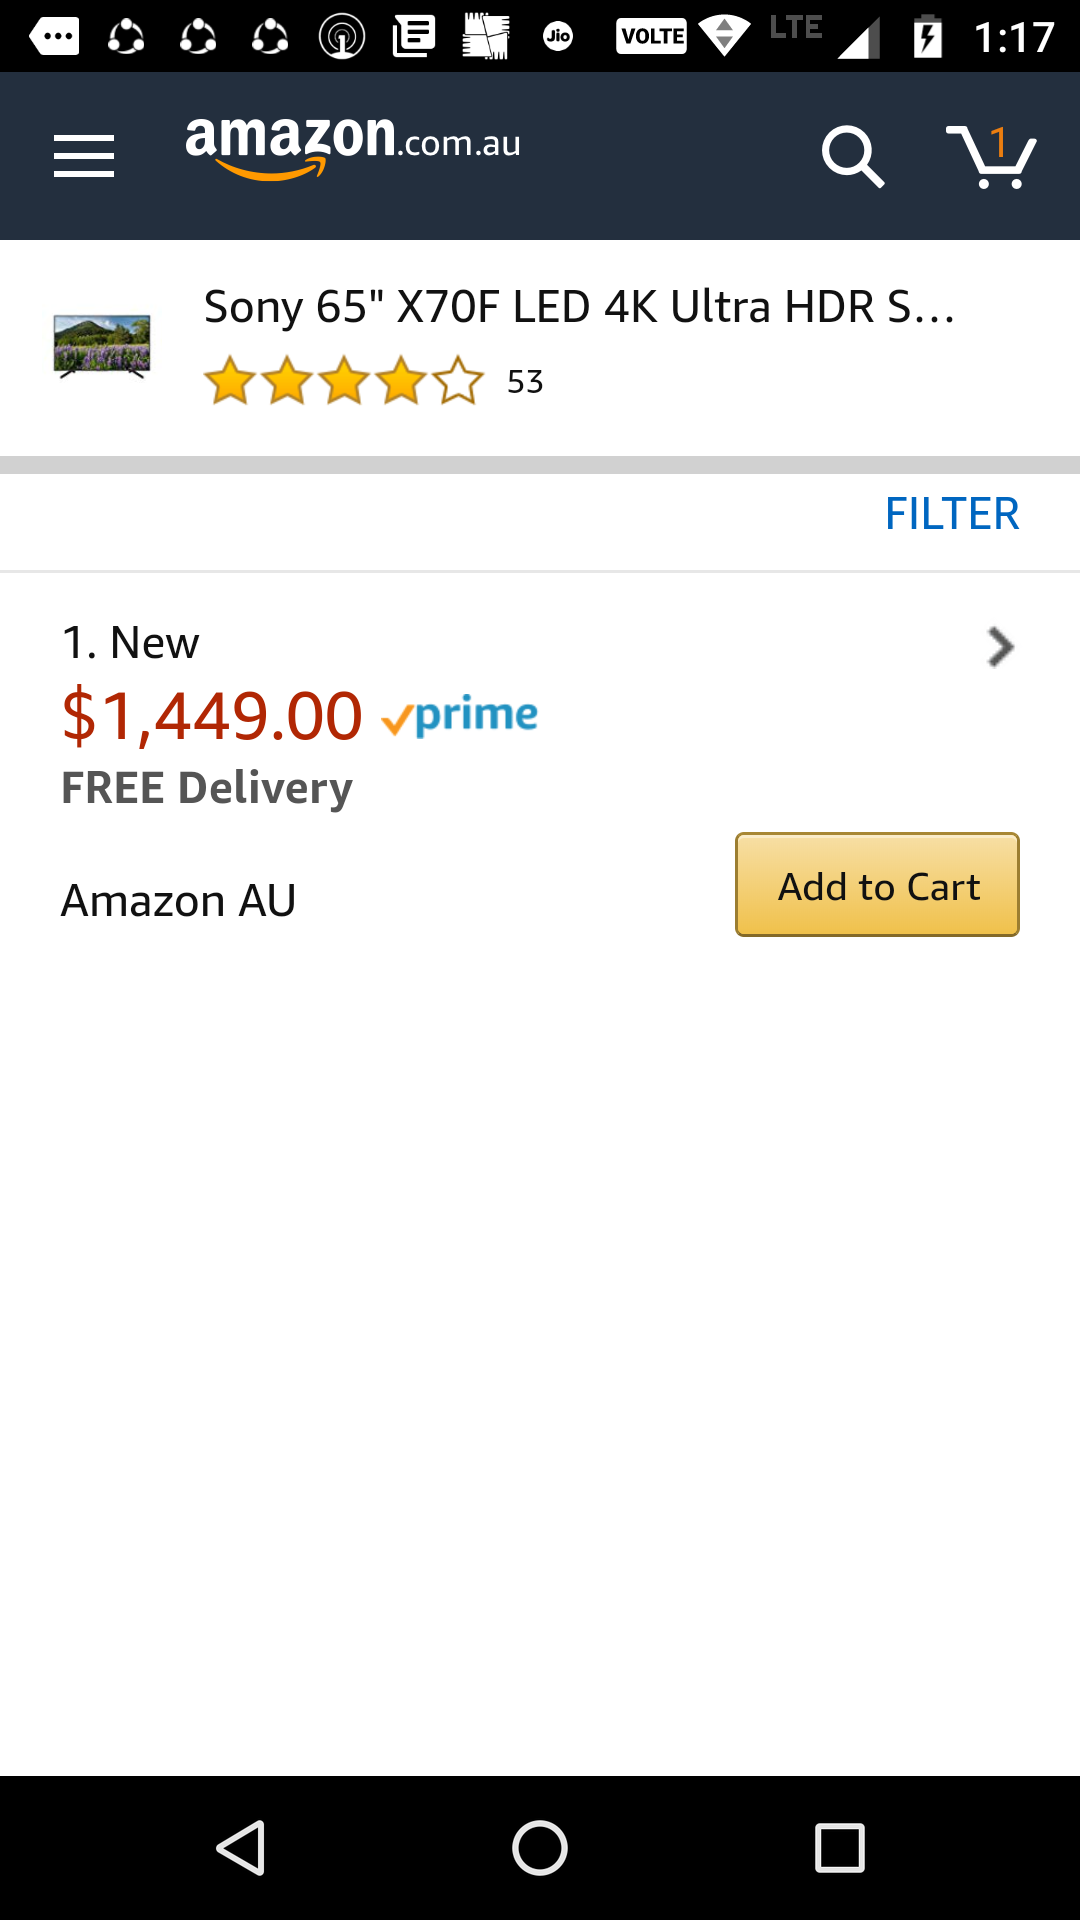 Jio VOLTE LTE 1:17
amazon.com.au 1
Sony 65" X70F LED 4K Ultra HDR S...
53
FILTER
1. New
$1,449.00 prime
FREE Delivery
Add to Cart
Amazon AU